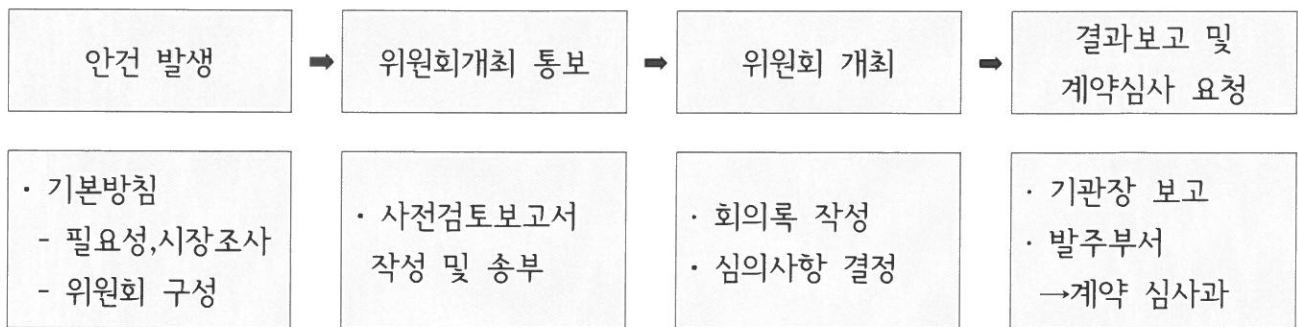 안건 발생
➡
위원회개최 통보
➡
위원회 개최
➡
결과보고 및
계약심사 요청
· 기본방침
- 필요성,시장조사
- 위원회 구성
· 사전검토보고서
작성 및 송부
· 회의록 작성
· 심의사항 결정
· 기관장 보고
· 발주부서
→계약 심사과